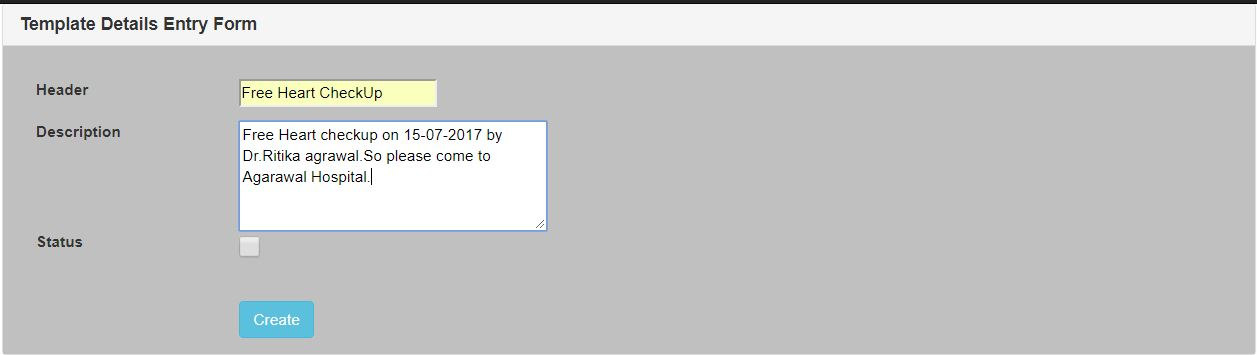 Template Details Entry Form
Header
Free Heart CheckUp
Description
Free Heart checkup on 15-07-2017 by
Dr.Ritika agrawal.So please come to
Agarawal Hospital.
Status
Create